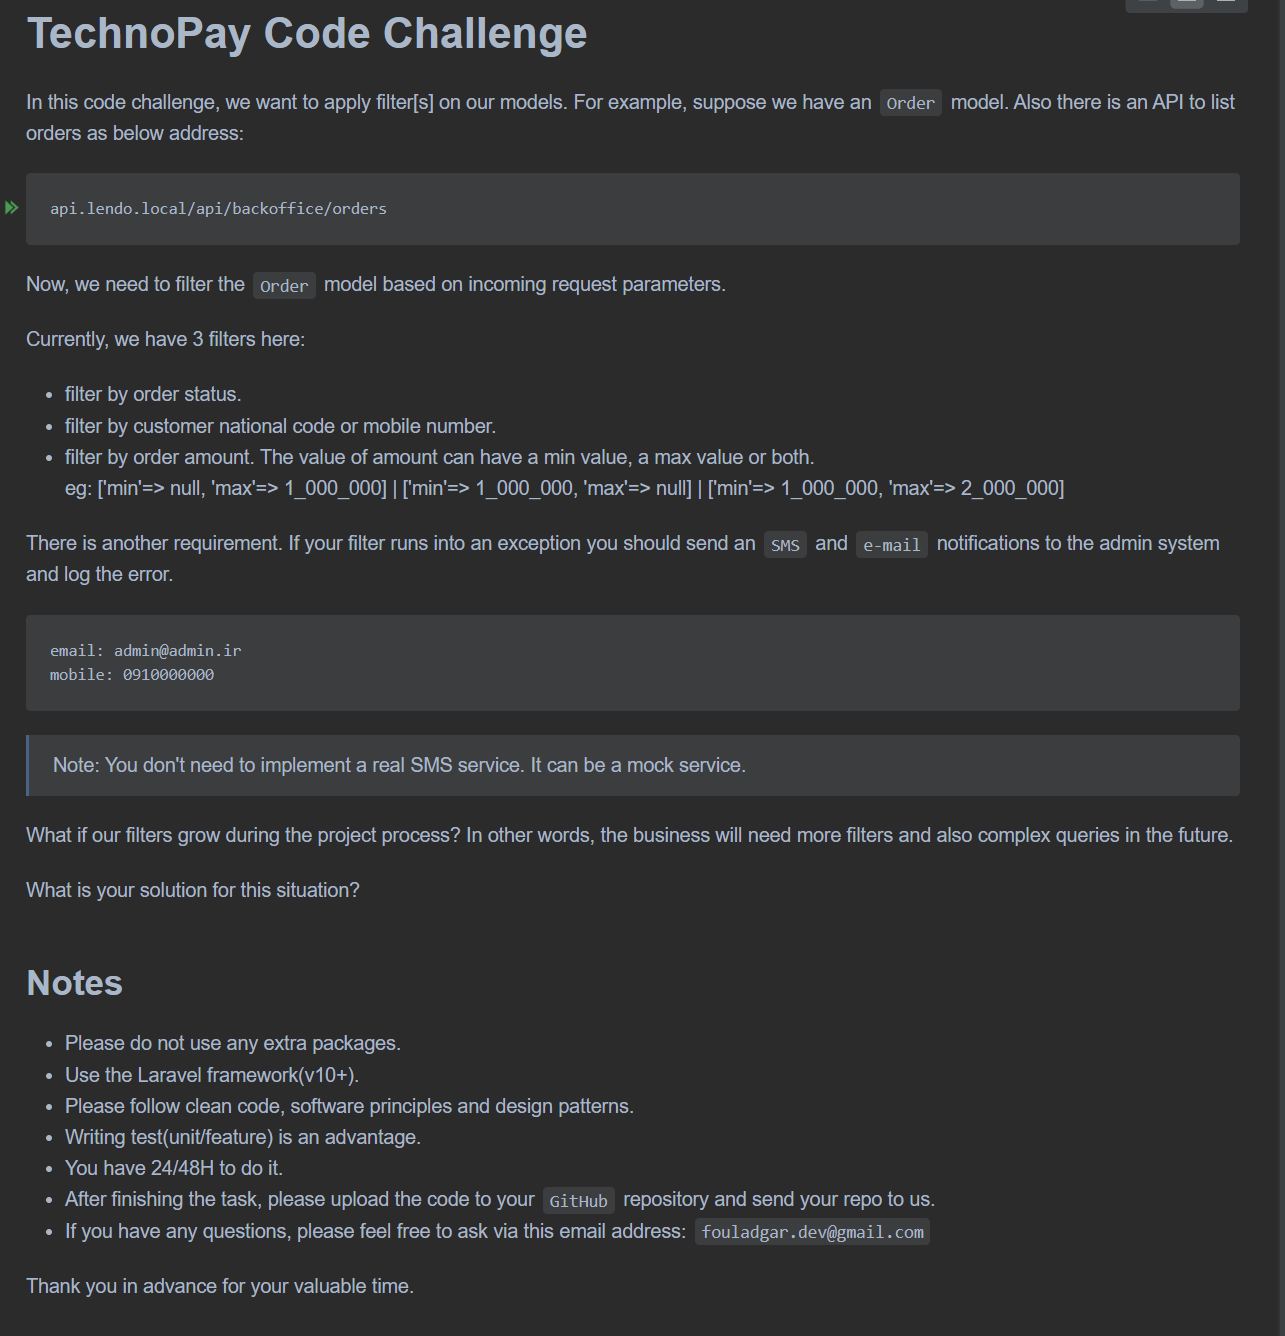 TechnoPay Code Challenge
In this code challenge, we want to apply filter[s] on our models. For example, suppose we have an Order model. Also there is an API to list
orders as below address:
api.lendo.local/api/backoffice/orders
Now, we need to filter the Order model based on incoming request parameters.
Currently, we have 3 filters here:
• filter by order status.
• filter by customer national code or mobile number.
• filter by order amount. The value of amount can have a min value, a max value or both.
eg: ['min'=> null, 'max'=> 1_000_000] | ['min'=> 1_000_000, 'max'=> null] | ['min'=> 1_000_000, 'max'=> 2_000_000]
There is another requirement. If your filter runs into an exception you should send an SMS and e-mail notifications to the admin system
and log the error.
email: admin@admin.ir
mobile: 0910000000
Note: You don't need to implement a real SMS service. It can be a mock service.
What if our filters grow during the project process? In other words, the business will need more filters and also complex queries in the future.
What is your solution for this situation?
Notes
• Please do not use any extra packages.
• Use the Laravel framework(v10+).
• Please follow clean code, software principles and design patterns.
• Writing test(unit/feature) is an advantage.
• You have 24/48H to do it.
• After finishing the task, please upload the code to your GitHub repository and send your repo to us.
• If you have any questions, please feel free to ask via this email address: fouladgar.dev@gmail.com
Thank you in advance for your valuable time.